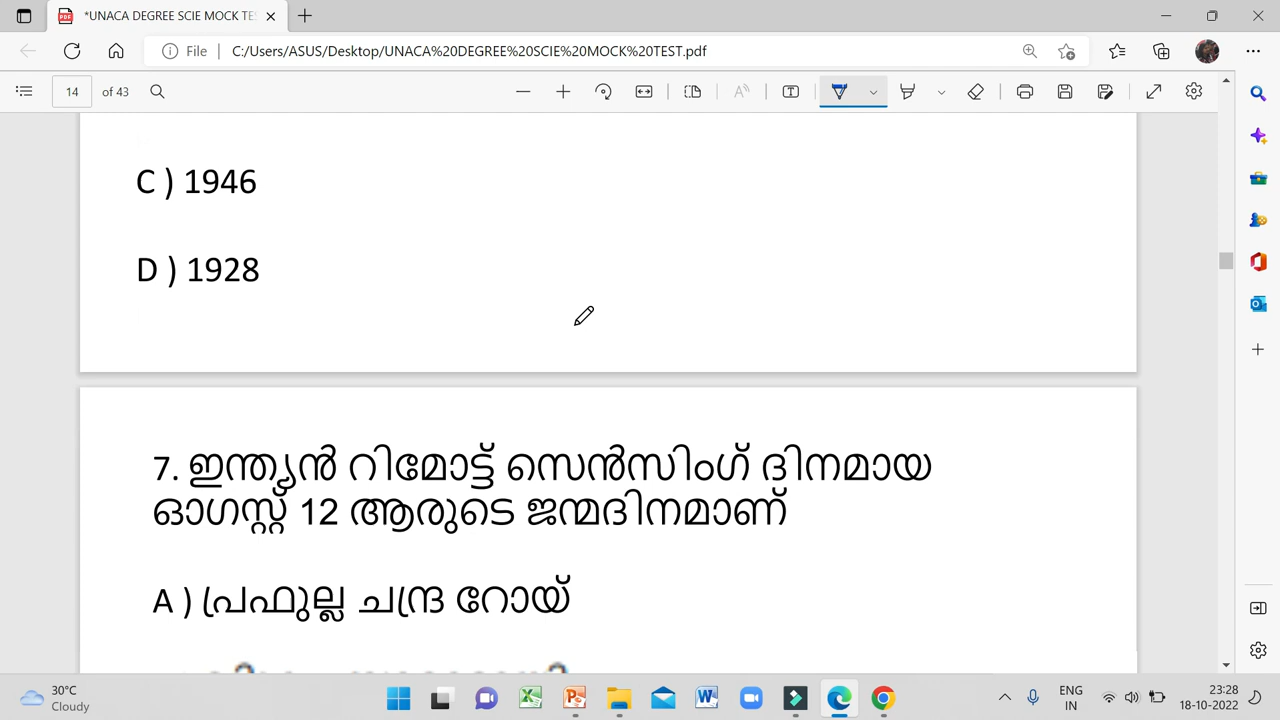 *UNACA DEGREE SCIE MOCK TES
File C:/Users/ASUS/Desktop/UNACA%20DEGREE%20SCIE%20MOCK%20TEST.pdf
14 of 43
C ) 1946
D ) 1928
7. ഇന്ത്യൻ റിമോട്ട് സെൻസിംഗ് ദിനമായ
ഓഗസ്റ്റ് 12 ആരുടെ ജന്മദിനമാണ്
A ) പ്രഫുല്ല ചന്ദ്ര റോയ്
30°C
Cloudy
ENG
IN
23:28
18-10-2022